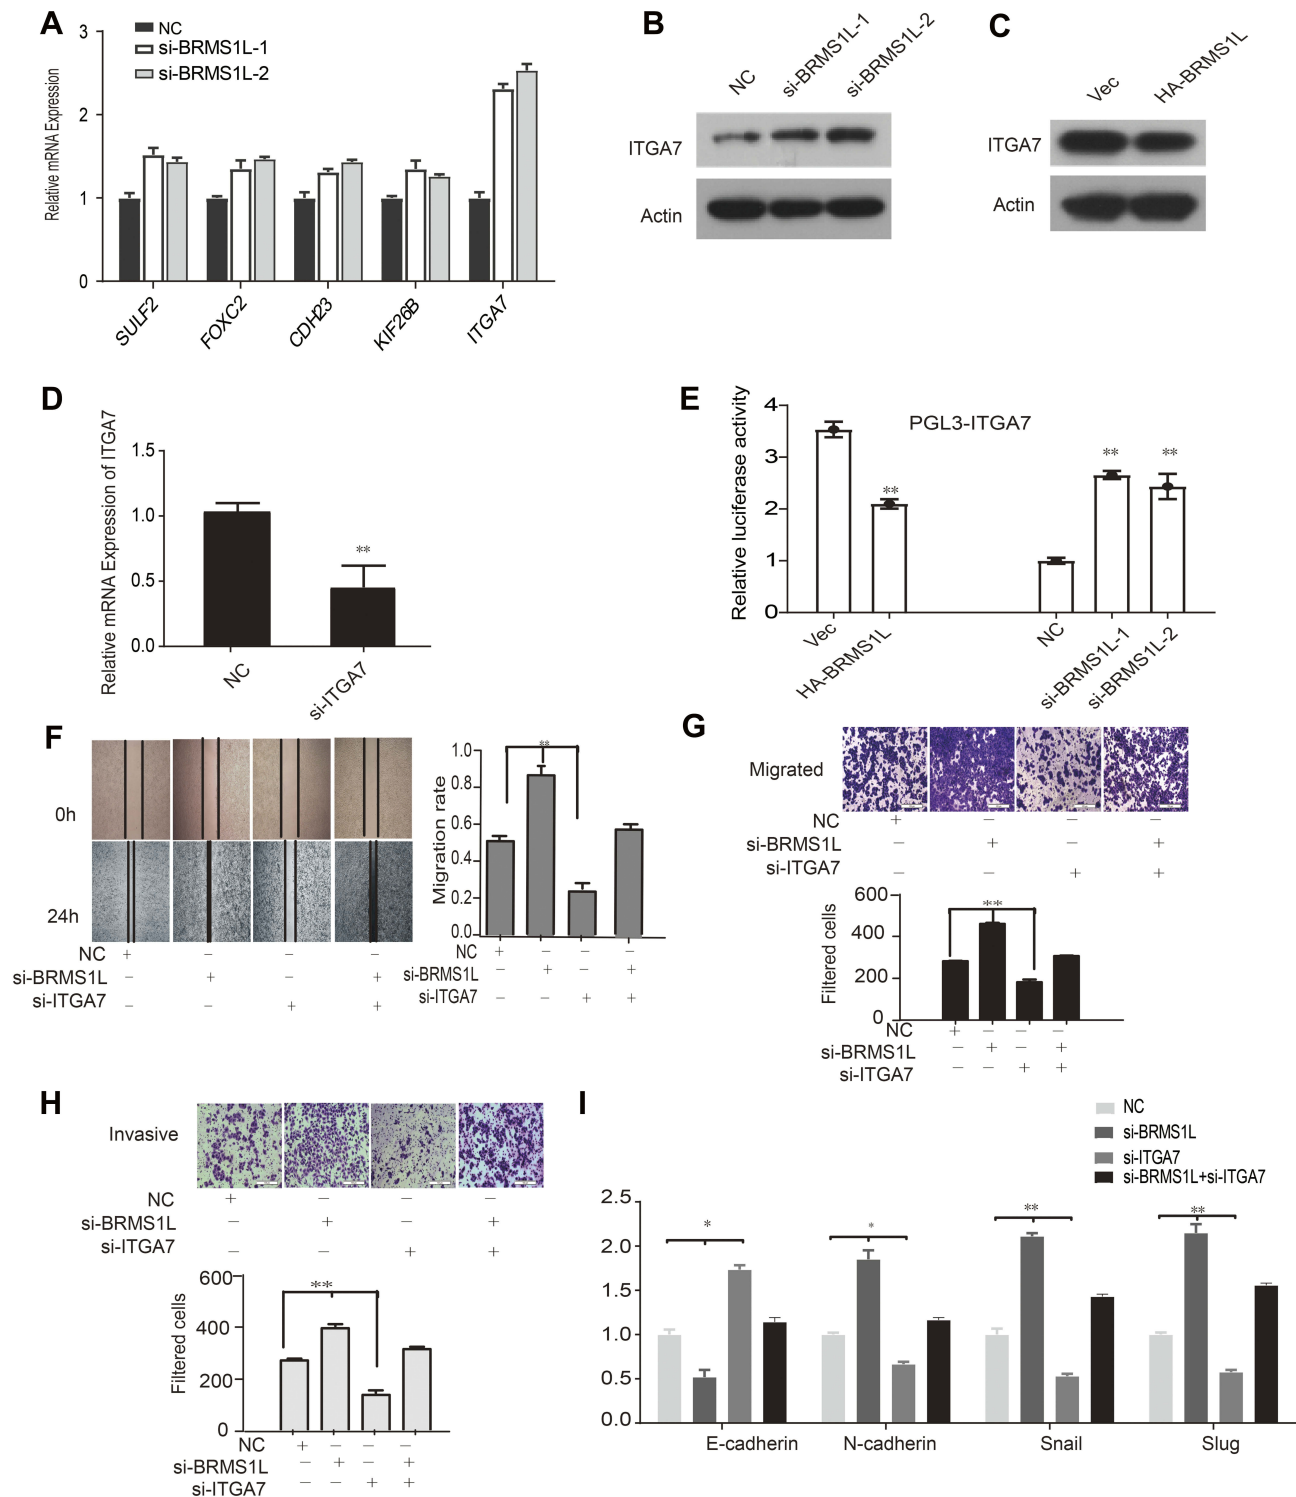 A
NC
si-BRMS1L-1
si-BRMS1L-2
Relative mRNA Expression
3
2
1
0
SULF2
FOXC2
CDH23
KIF26B
ITGA7
B
NC
si-BRMS1L-1
si-BRMS1L-2
ITGA7
Actin
C
Vec
HA-BRMS1L
ITGA7
Actin
D
Relative mRNA Expression of ITGA7
1.5
1.0
0.5
0.0
**
NC
si-ITGA7
E
Relative luciferase activity
PGL3-ITGA7
4
3
2
1
0
**
**
**
Vec
HA-BRMS1L
NC
si-BRMS1L-1
si-BRMS1L-2
F
0h
24h
NC + − − −
si-BRMS1L − + − +
si-ITGA7 − − + +
Migration rate
1.0
0.8
0.6
0.4
0.2
0.0
**
NC + − − −
si-BRMS1L − + − +
si-ITGA7 − − + +
G
Migrated
NC + − − −
si-BRMS1L − + − +
si-ITGA7 − − + +
Filtered cells
600
400
200
0
**
NC + − − −
si-BRMS1L − + − +
si-ITGA7 − − + +
H
Invasive
NC + − − −
si-BRMS1L − + − +
si-ITGA7 − − + +
Filtered cells
600
400
200
0
**
NC + − − −
si-BRMS1L − + − +
si-ITGA7 − − + +
I
NC
si-BRMS1L
si-ITGA7
si-BRMS1L+si-ITGA7
2.5
2.0
1.5
1.0
0.5
0.0
*
*
**
**
E-cadherin
N-cadherin
Snail
Slug